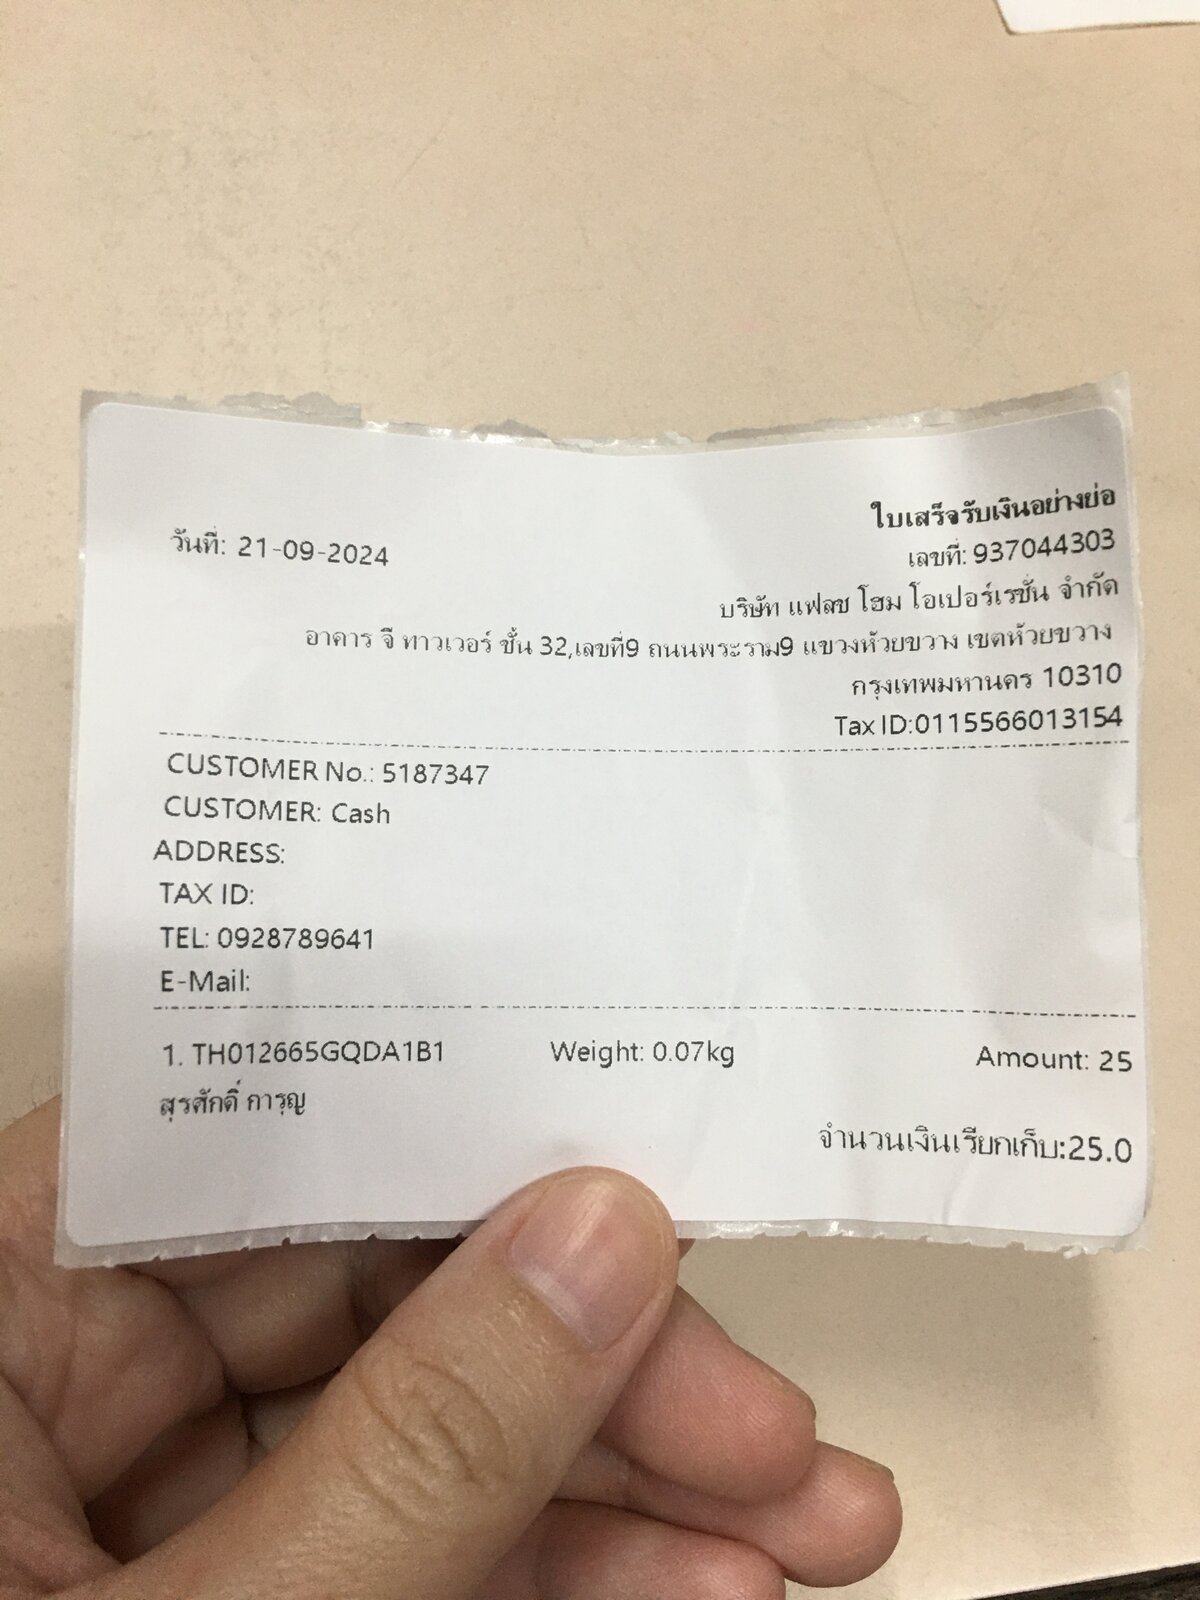 ใบเสร็จรับเงินอย่างย่อ
วันที่: 21-09-2024
เลขที่: 937044303
บริษัท แฟลช โฮม โอเปอร์เรชั่น จำกัด
อาคาร จี ทาวเวอร์ ชั้น 32,เลขที่9 ถนนพระราม9 แขวงห้วยขวาง เขตห้วยขวาง
กรุงเทพมหานคร 10310
Tax ID:0115566013154
CUSTOMER No.: 5187347
CUSTOMER: Cash
ADDRESS:
TAX ID:
TEL: 0928789641
E-Mail:
1. TH012665GQDA1B1 Weight: 0.07kg Amount: 25
สุรศักดิ์ การุญ
จำนวนเงินเรียกเก็บ:25.0